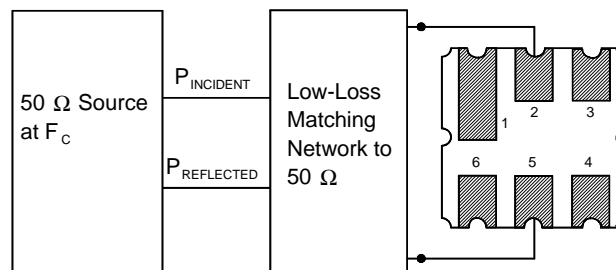 50 Ω Source
at F_C
P_INCIDENT
P_REFLECTED
Low-Loss
Matching
Network to
50 Ω
1
2
3
6
5
4